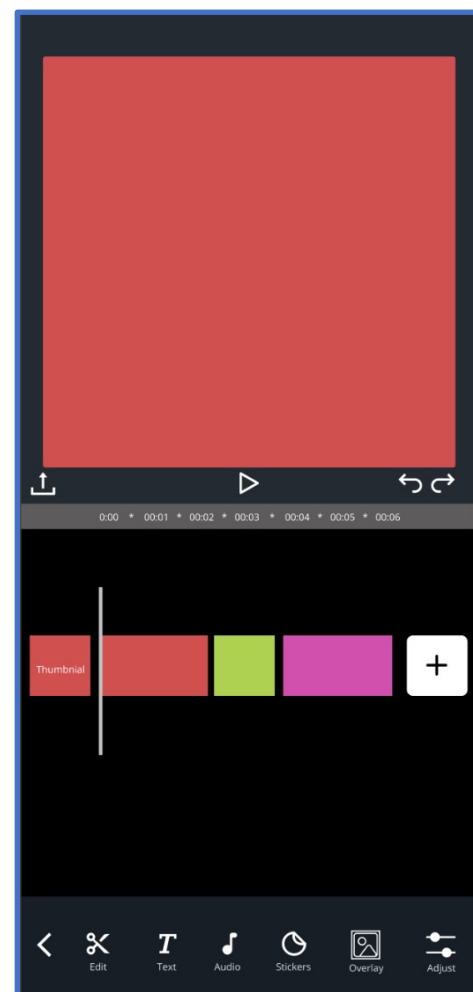 0:00 * 00:01 * 00:02 * 00:03 * 00:04 * 00:05 * 00:06
Thumbnial
+
Edit Text Audio Stickers Overlay Adjust